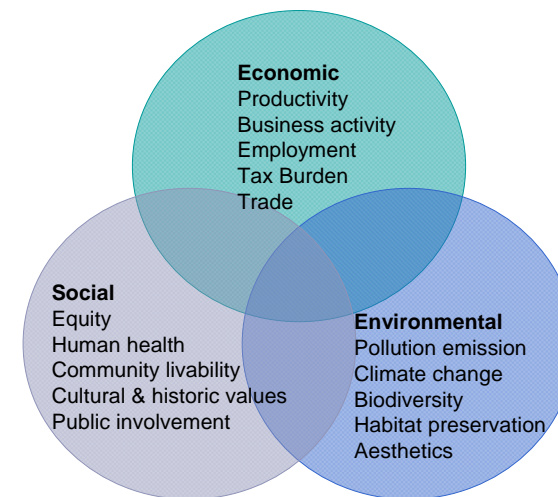 Economic
Productivity
Business activity
Employment
Tax Burden
Trade
Social
Equity
Human health
Community livability
Cultural & historic values
Public involvement
Environmental
Pollution emission
Climate change
Biodiversity
Habitat preservation
Aesthetics